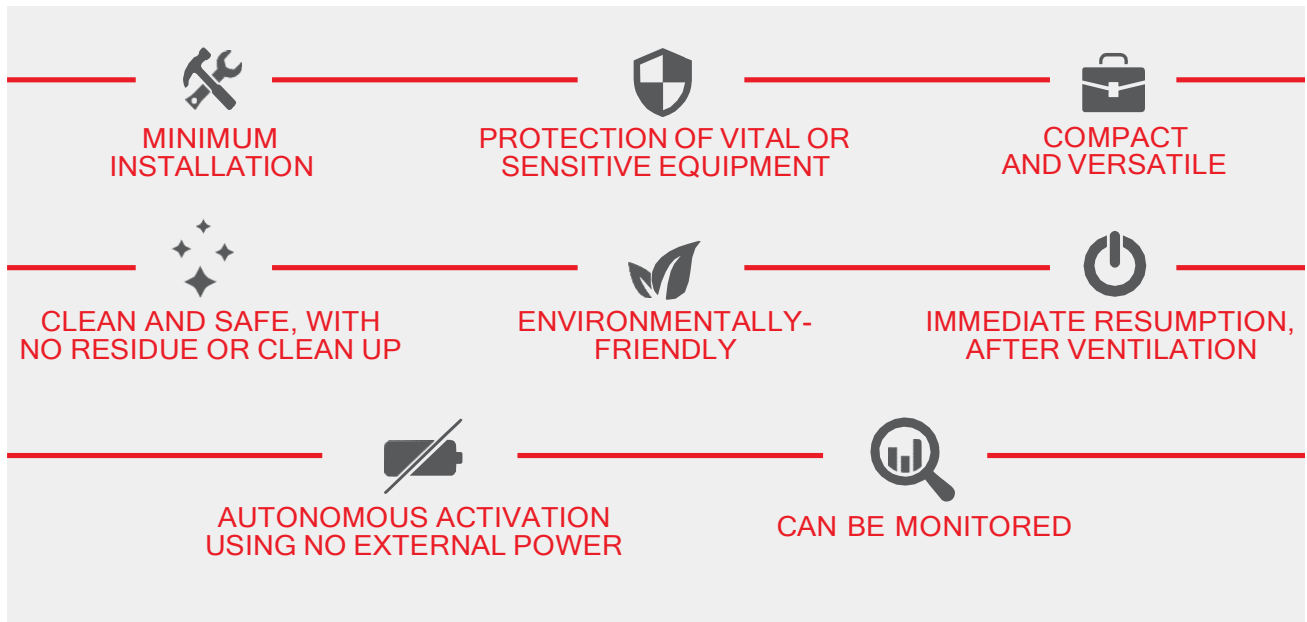 MINIMUM
INSTALLATION
PROTECTION OF VITAL OR
SENSITIVE EQUIPMENT
COMPACT
AND VERSATILE
CLEAN AND SAFE, WITH
NO RESIDUE OR CLEAN UP
ENVIRONMENTALLY-
FRIENDLY
IMMEDIATE RESUMPTION,
AFTER VENTILATION
AUTONOMOUS ACTIVATION
USING NO EXTERNAL POWER
CAN BE MONITORED